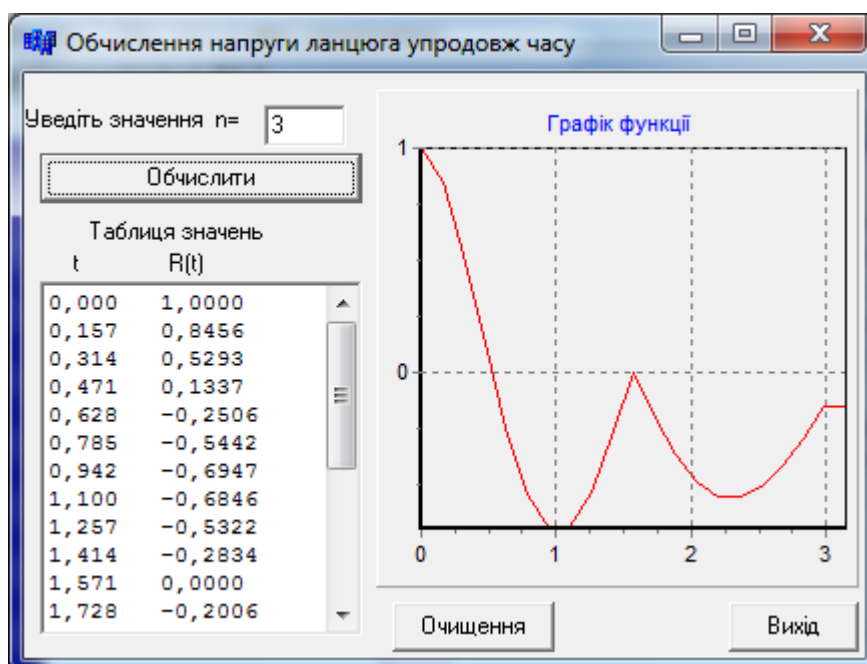 Обчислення напруги ланцюга упродовж часу
Уведіть значення n= 3
Обчислити
Таблиця значень
t R(t)
0,000 1,0000
0,157 0,8456
0,314 0,5293
0,471 0,1337
0,628 -0,2506
0,785 -0,5442
0,942 -0,6947
1,100 -0,6846
1,257 -0,5322
1,414 -0,2834
1,571 0,0000
1,728 -0,2006
Графік функції
1
0
0 1 2 3
Очищення
Вихід